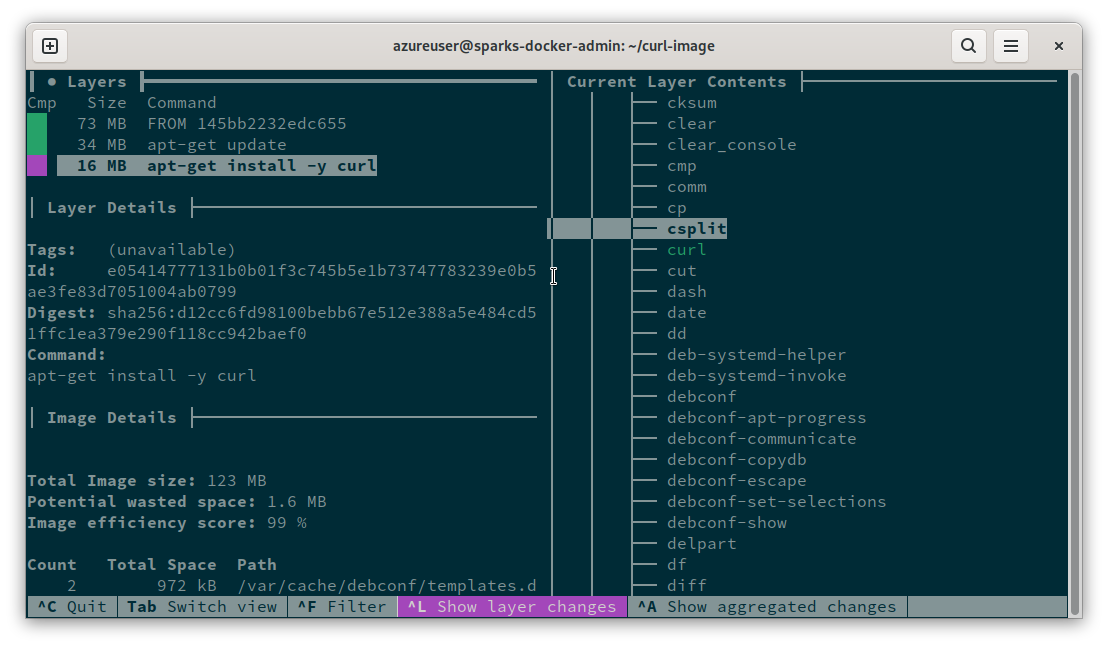 azureuser@sparks-docker-admin: ~/curl-image
● Layers
Cmp Size Command
73 MB FROM 145bb2232edc655
34 MB apt-get update
16 MB apt-get install -y curl
Layer Details
Tags: (unavailable)
Id: e05414777131b0b01f3c745b5e1b73747783239e0b5
ae3fe83d7051004ab0799
Digest: sha256:d12cc6fd98100bebb67e512e388a5e484cd5
1ffc1ea379e290f118cc942baef0
Command:
apt-get install -y curl
Image Details
Total Image size: 123 MB
Potential wasted space: 1.6 MB
Image efficiency score: 99 %
Count Total Space Path
2 972 kB /var/cache/debconf/templates.d
Current Layer Contents
cksum
clear
clear_console
cmp
comm
cp
csplit
curl
cut
dash
date
dd
deb-systemd-helper
deb-systemd-invoke
debconf
debconf-apt-progress
debconf-communicate
debconf-copydb
debconf-escape
debconf-set-selections
debconf-show
delpart
df
diff
^C Quit Tab Switch view ^F Filter ^L Show layer changes ^A Show aggregated changes